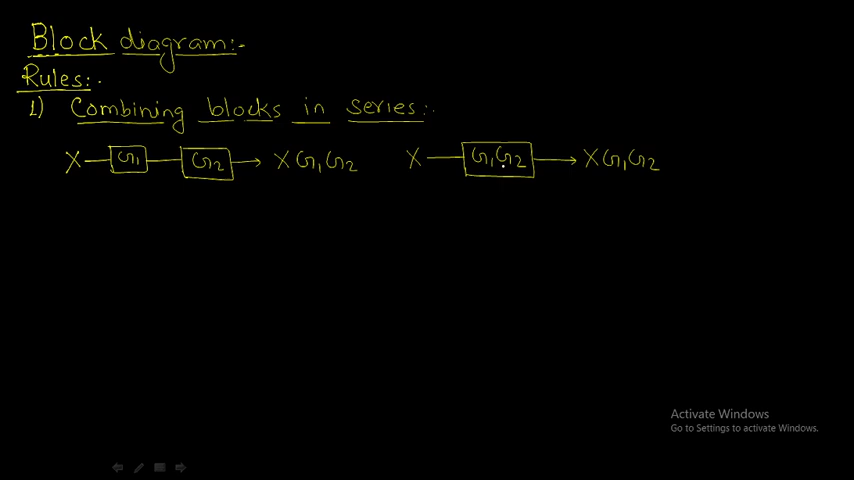 Block diagram:-
Rules:-
1) Combining blocks in series:-
X G1 G2 XG1G2 X G1G2 XG1G2
Activate Windows
Go to Settings to activate Windows.